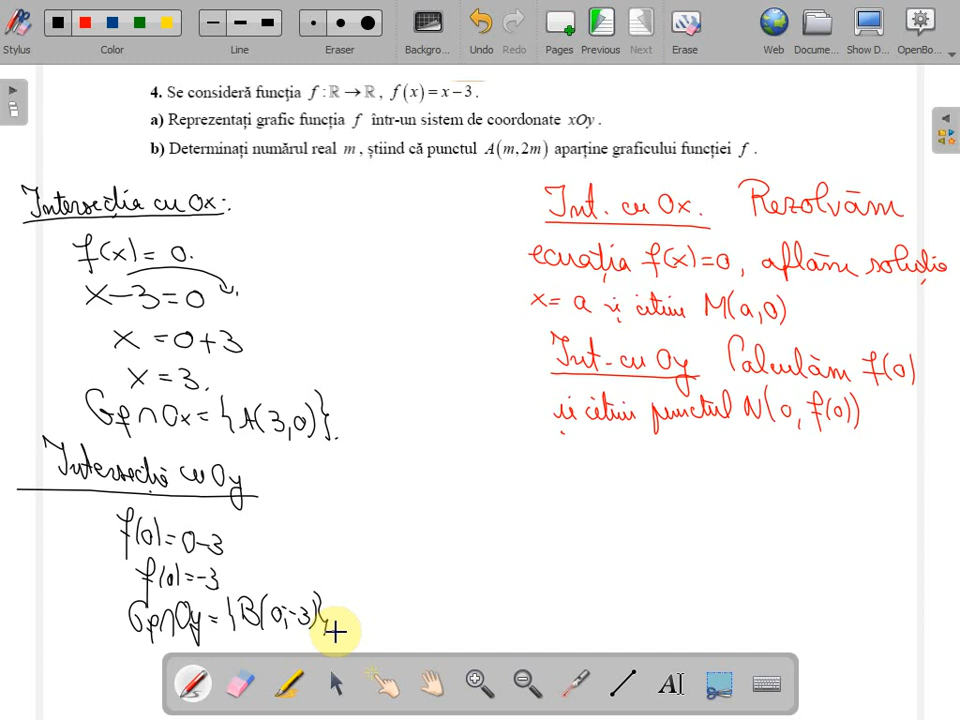 Stylus Color Line Eraser Backgro... Undo Redo Pages Previous Next Erase Web Docume... Show D... OpenBo...
4. Se consideră funcția f : ℝ → ℝ, f(x) = x − 3.
a) Reprezentați grafic funcția f într-un sistem de coordonate xOy.
b) Determinați numărul real m, știind că punctul A(m, 2m) aparține graficului funcției f.
Intersecția cu Ox:
f(x) = 0.
x − 3 = 0
x = 0 + 3
x = 3.
Gf ∩ Ox = {A(3,0)}.
Intersecție cu Oy
f(0) = 0 − 3
f(0) = −3
Gf ∩ Oy = {B(0;−3)}
Int. cu Ox. Rezolvăm
ecuația f(x)=0, aflăm soluția
x = a și citim M(a,0)
Int. cu Oy Calculăm f(0)
și citim punctul N(0, f(0))